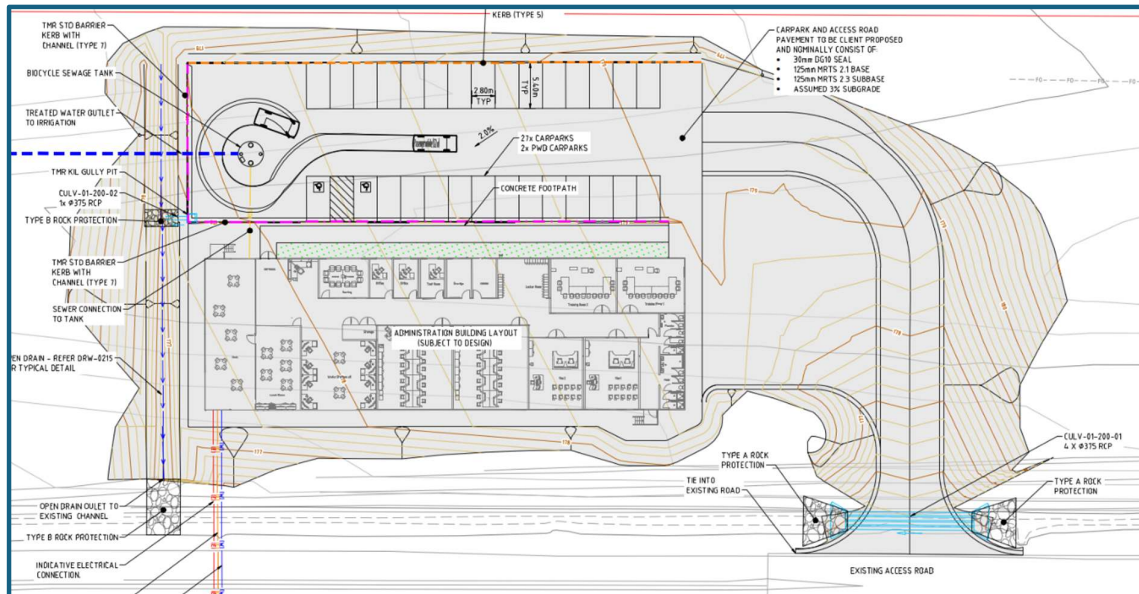 KERB (TYPE 5)
TMR STD BARRIER
KERB WITH
CHANNEL (TYPE 7)
BIOCYCLE SEWAGE TANK
TREATED WATER OUTLET
TO IRRIGATION
TMR KIL GULLY PIT
CULV-01-200-02
1x Ø375 RCP
TYPE B ROCK PROTECTION
TMR STD BARRIER
KERB WITH
CHANNEL (TYPE 7)
SEWER CONNECTION
TO TANK
PEN DRAIN - REFER DRW-0215
R TYPICAL DETAIL
OPEN DRAIN OULET TO
EXISTING CHANNEL
TYPE B ROCK PROTECTION
INDICATIVE ELECTRICAL
CONNECTION.
2.80m
TYP
5.40m
TYP
2.0%
27x CARPARKS
2x PWD CARPARKS
CONCRETE FOOTPATH
ADMINISTRATION BUILDING LAYOUT
(SUBJECT TO DESIGN)
CARPARK AND ACCESS ROAD
PAVEMENT TO BE CLIENT PROPOSED
AND NOMINALLY CONSIST OF:
• 30mm DG10 SEAL
• 125mm MRTS 2.1 BASE
• 125mm MRTS 2.3 SUBBASE
• ASSUMED 3% SUBGRADE
CULV-01-200-01
4 X Ø375 RCP
TYPE A ROCK
PROTECTION
TIE INTO
EXISTING ROAD
TYPE A ROCK
PROTECTION
EXISTING ACCESS ROAD
177
178